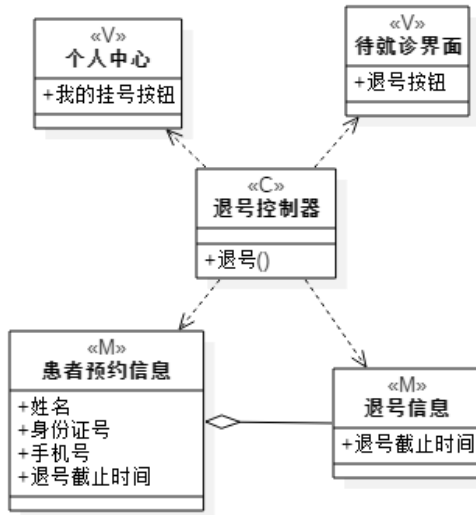 «V»
个人中心
+我的挂号按钮
«V»
待就诊界面
+退号按钮
«C»
退号控制器
+退号()
«M»
患者预约信息
+姓名
+身份证号
+手机号
+退号截止时间
«M»
退号信息
+退号截止时间